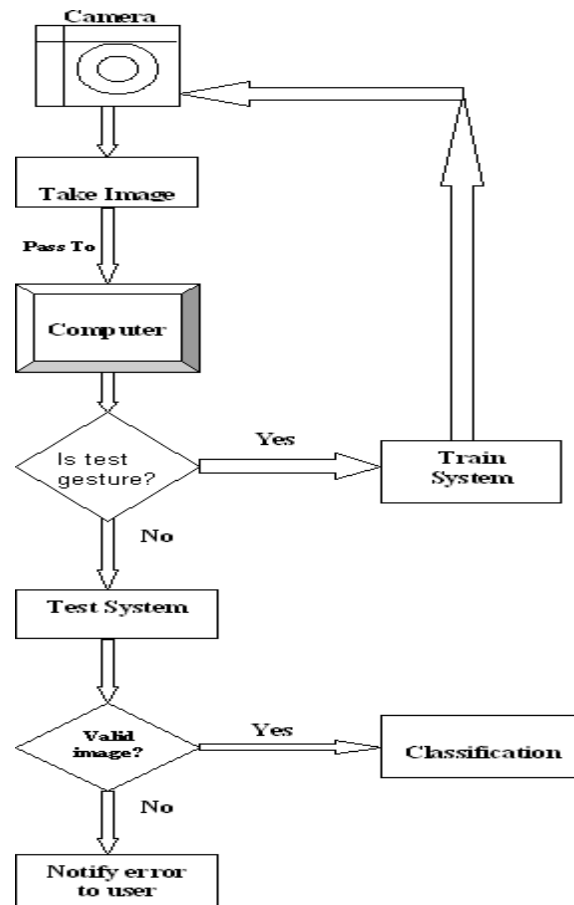 Camera
Take Image
Pass To
Computer
Is test
gesture?
Yes
Train
System
No
Test System
Valid
image?
Yes
Classification
No
Notify error
to user